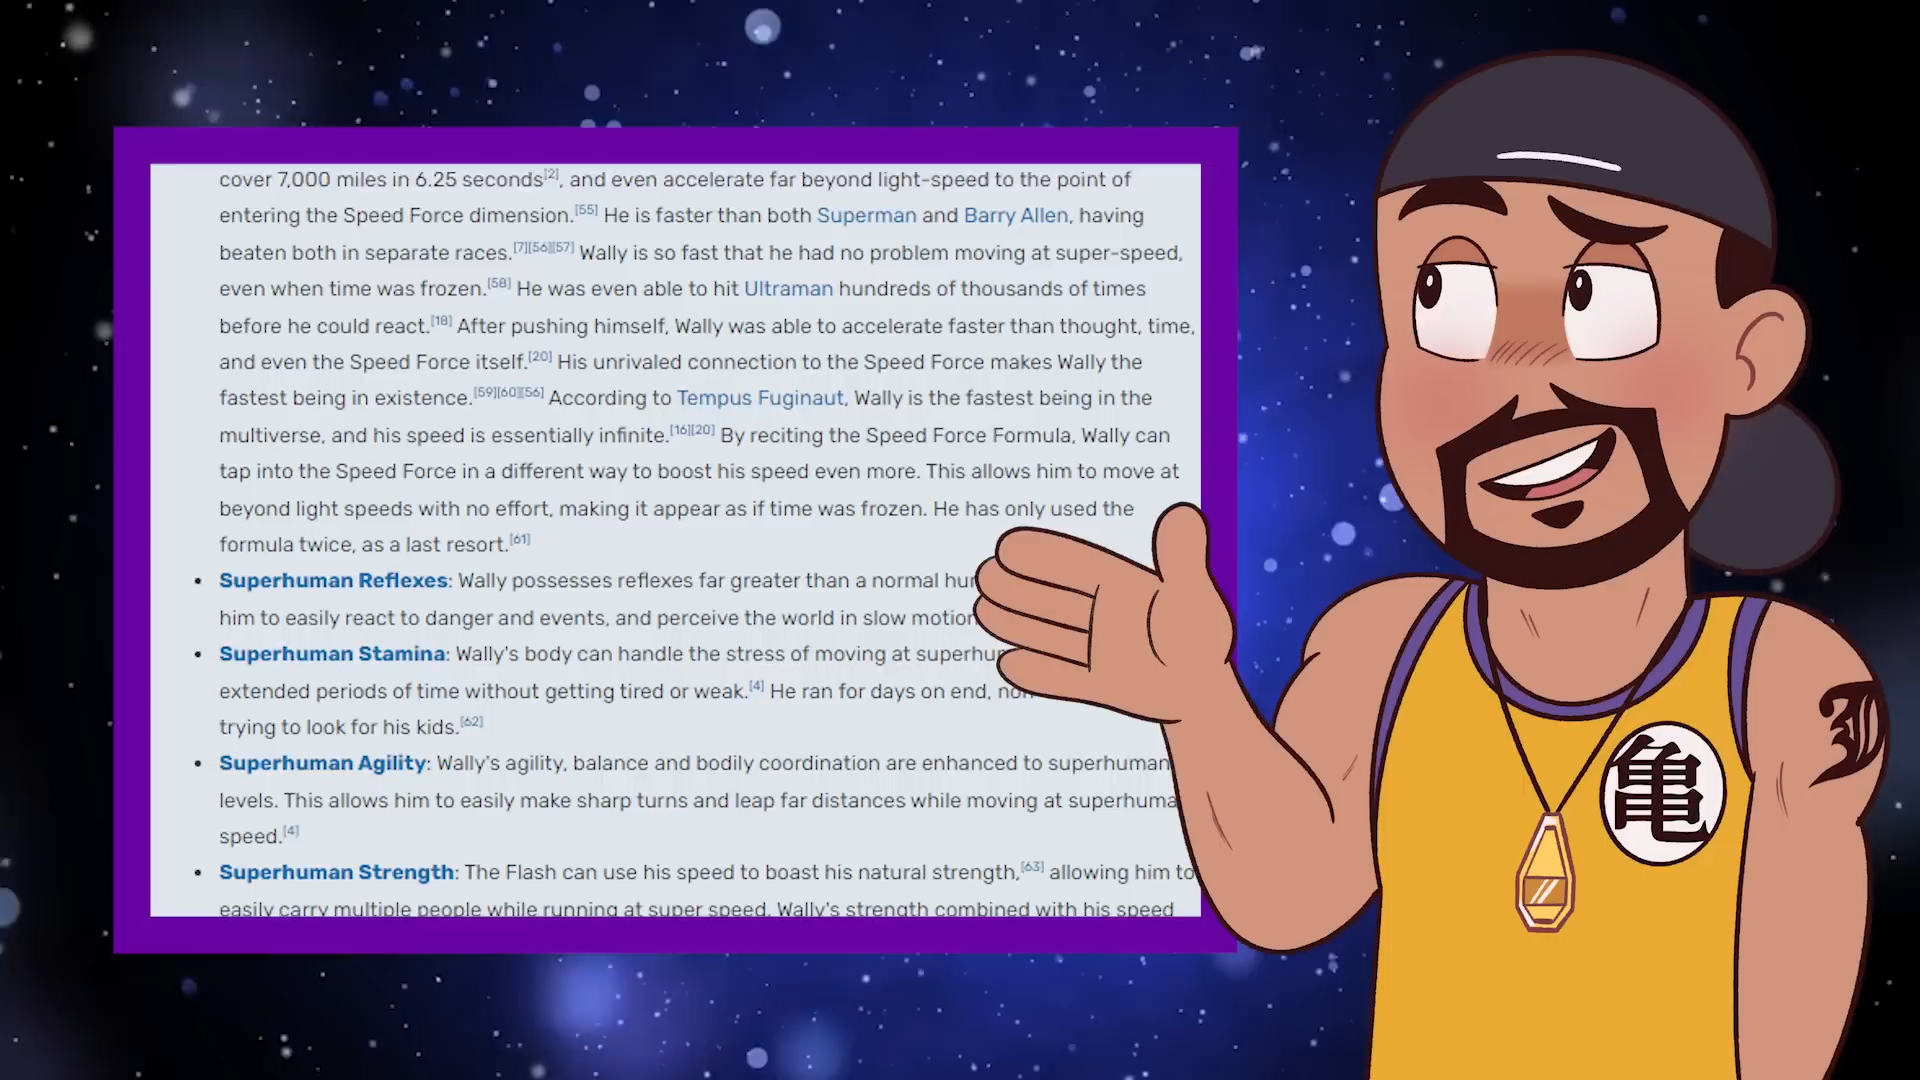 cover 7,000 miles in 6.25 seconds[2], and even accelerate far beyond light-speed to the point of
entering the Speed Force dimension.[55] He is faster than both Superman and Barry Allen, having
beaten both in separate races.[7][56][57] Wally is so fast that he had no problem moving at super-speed,
even when time was frozen.[58] He was even able to hit Ultraman hundreds of thousands of times
before he could react.[18] After pushing himself, Wally was able to accelerate faster than thought, time,
and even the Speed Force itself.[20] His unrivaled connection to the Speed Force makes Wally the
fastest being in existence.[59][60][56] According to Tempus Fuginaut, Wally is the fastest being in the
multiverse, and his speed is essentially infinite.[16][20] By reciting the Speed Force Formula, Wally can
tap into the Speed Force in a different way to boost his speed even more. This allows him to move at
beyond light speeds with no effort, making it appear as if time was frozen. He has only used the
formula twice, as a last resort.[61]
• Superhuman Reflexes: Wally possesses reflexes far greater than a normal
him to easily react to danger and events, and perceive the world in slow motion
• Superhuman Stamina: Wally's body can handle the stress of moving at
extended periods of time without getting tired or weak.[4] He ran for days on end,
trying to look for his kids.[62]
• Superhuman Agility: Wally's agility, balance and bodily coordination are enhanced to superhuman
levels. This allows him to easily make sharp turns and leap far distances while moving at
speed.[4]
• Superhuman Strength: The Flash can use his speed to boast his natural strength,[63] allowing him to
easily carry multiple people while running at super speed. Wally's strength combined with his speed
亀